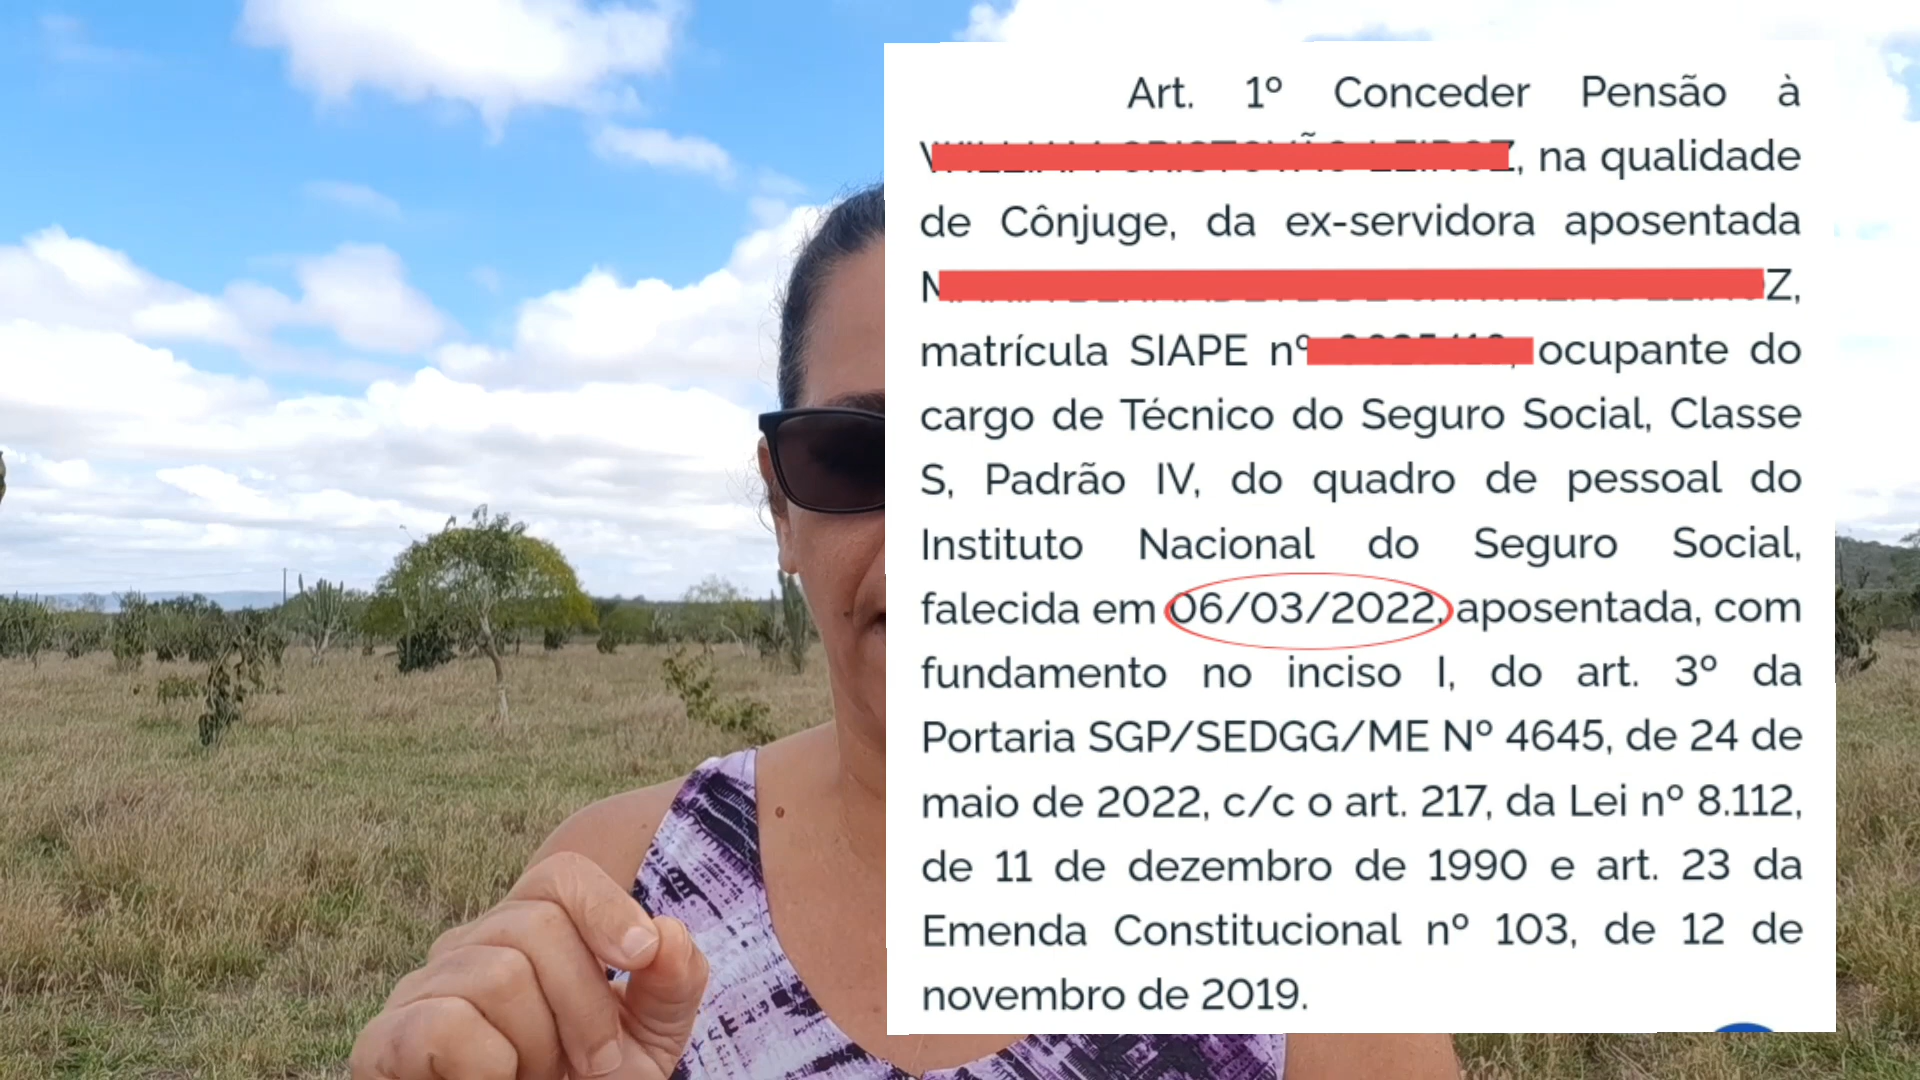 Art. 1º Conceder Pensão à
, na qualidade
de Cônjuge, da ex-servidora aposentada
Z,
matrícula SIAPE nº ocupante do
cargo de Técnico do Seguro Social, Classe
S, Padrão IV, do quadro de pessoal do
Instituto Nacional do Seguro Social,
falecida em 06/03/2022, aposentada, com
fundamento no inciso I, do art. 3º da
Portaria SGP/SEDGG/ME Nº 4645, de 24 de
maio de 2022, c/c o art. 217, da Lei nº 8.112,
de 11 de dezembro de 1990 e art. 23 da
Emenda Constitucional nº 103, de 12 de
novembro de 2019.